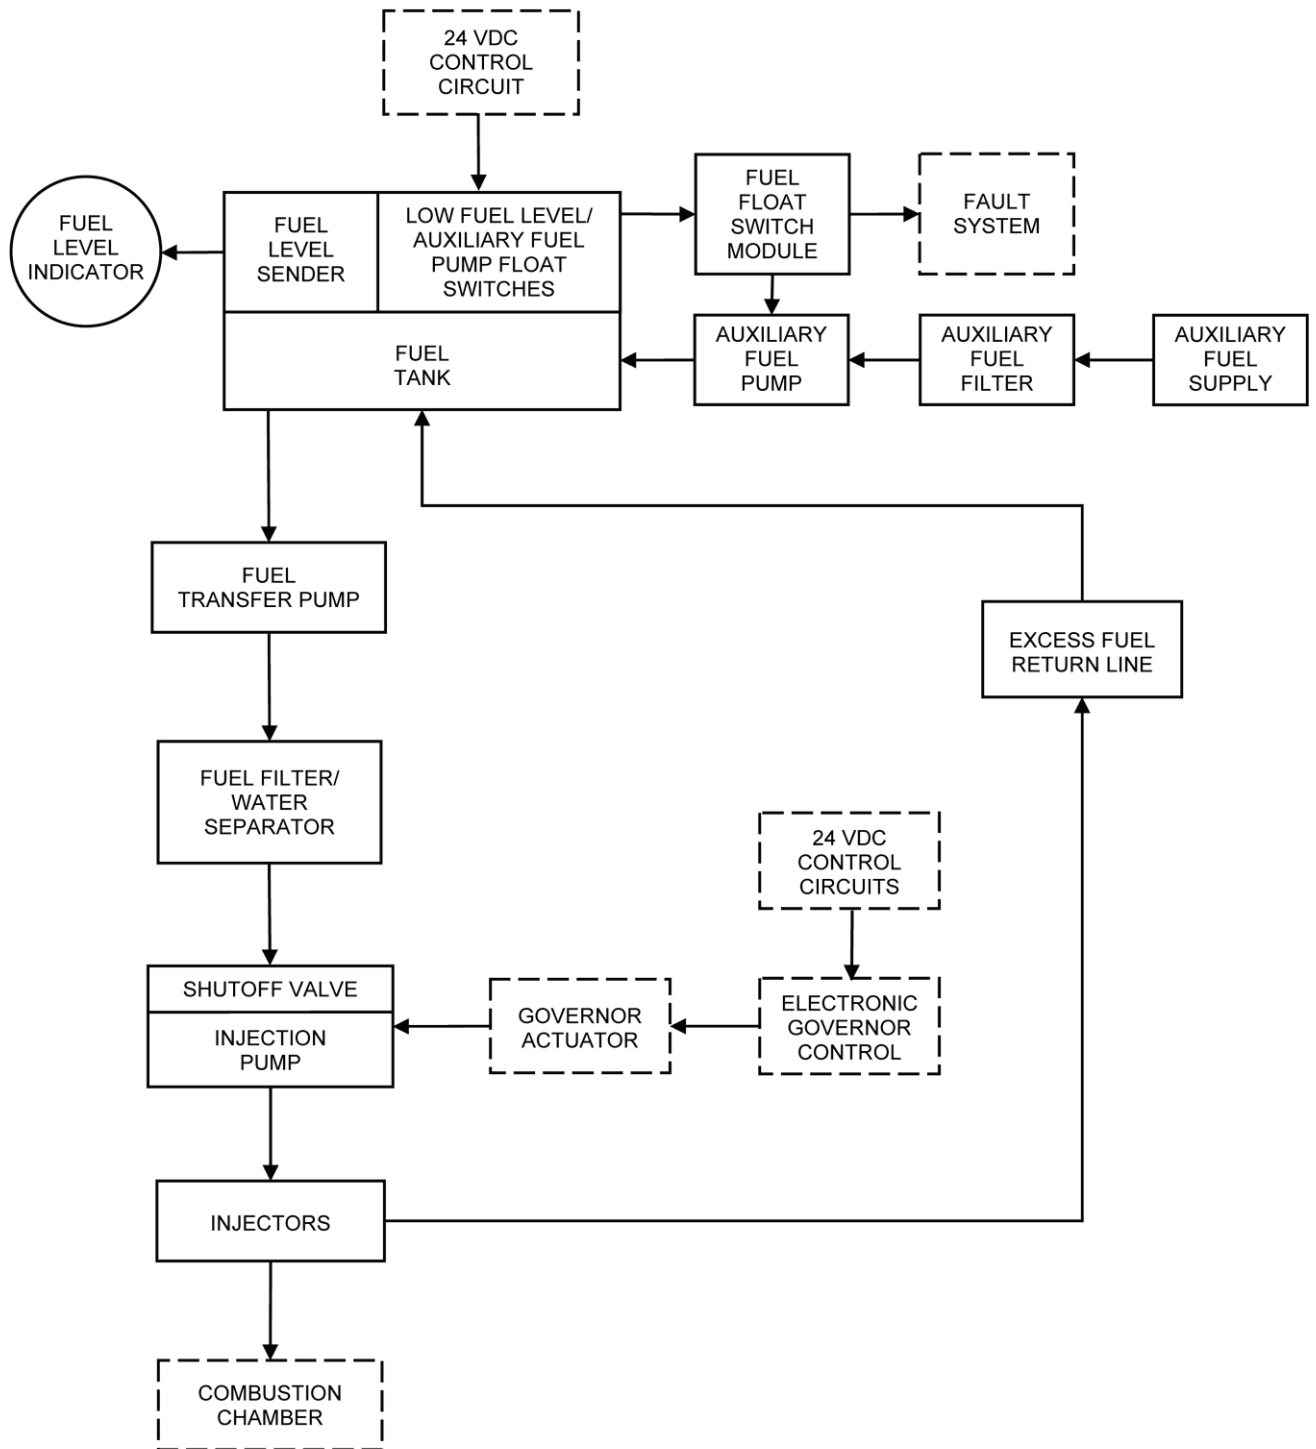 24 VDC
CONTROL
CIRCUIT
FUEL
LEVEL
INDICATOR
FUEL
LEVEL
SENDER
LOW FUEL LEVEL/
AUXILIARY FUEL
PUMP FLOAT
SWITCHES
FUEL
FLOAT
SWITCH
MODULE
FAULT
SYSTEM
FUEL
TANK
AUXILIARY
FUEL
PUMP
AUXILIARY
FUEL
FILTER
AUXILIARY
FUEL
SUPPLY
FUEL
TRANSFER PUMP
EXCESS FUEL
RETURN LINE
FUEL FILTER/
WATER
SEPARATOR
24 VDC
CONTROL
CIRCUITS
SHUTOFF VALVE
INJECTION
PUMP
GOVERNOR
ACTUATOR
ELECTRONIC
GOVERNOR
CONTROL
INJECTORS
COMBUSTION
CHAMBER